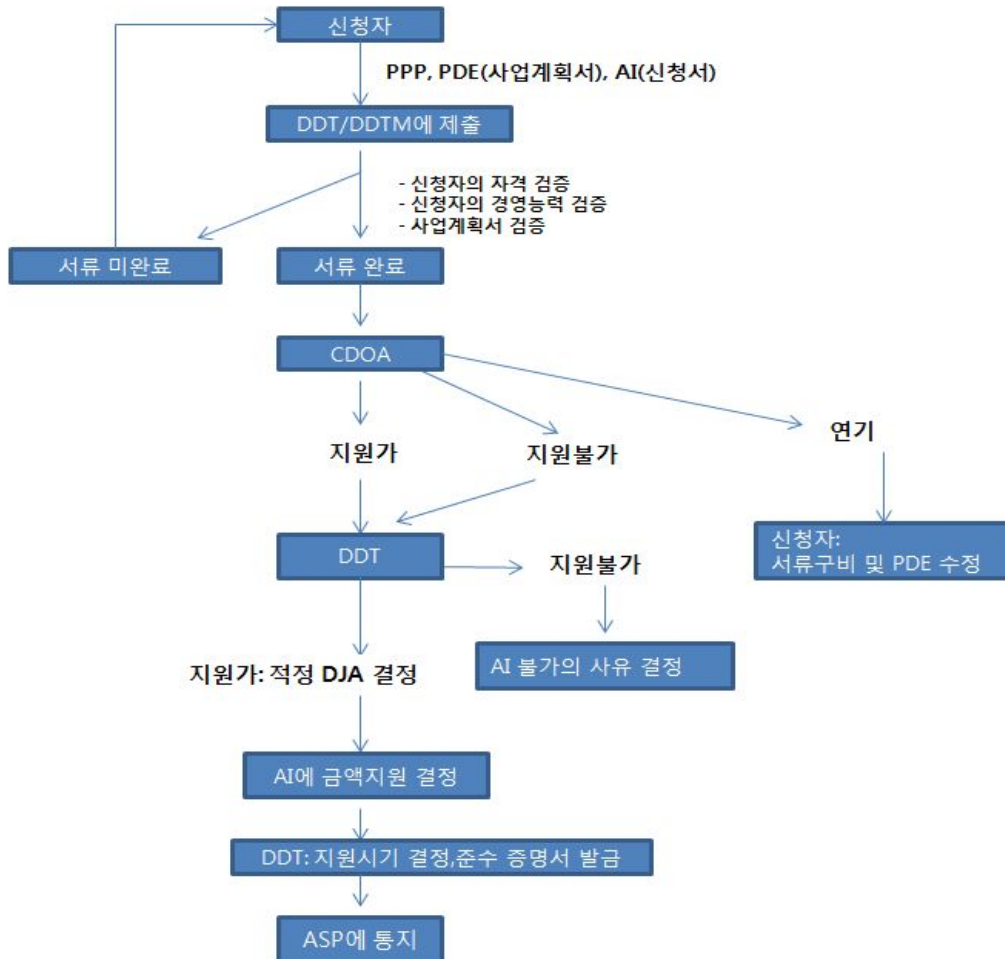 신청자
PPP, PDE(사업계획서), AI(신청서)
DDT/DDTM에 제출
- 신청자의 자격 검증
- 신청자의 경영능력 검증
- 사업계획서 검증
서류 미완료
서류 완료
CDOA
연기
지원가
지원불가
신청자:
서류구비 및 PDE 수정
DDT
지원불가
AI 불가의 사유 결정
지원가: 적정 DJA 결정
AI에 금액지원 결정
DDT: 지원시기 결정,준수 증명서 발금
ASP에 통지